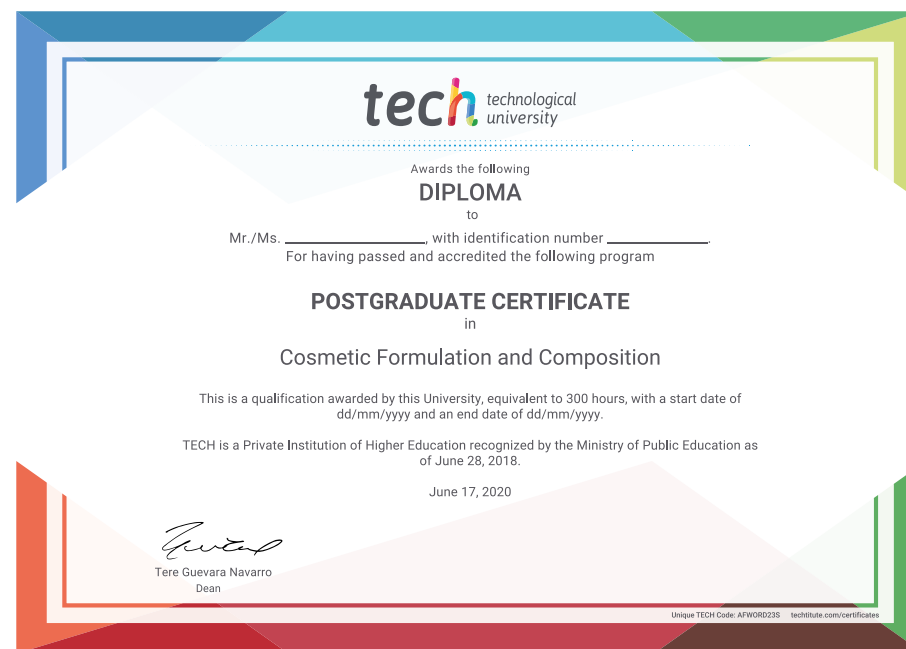 tech technological
university
Awards the following
DIPLOMA
to
Mr./Ms. ____________________, with identification number ______________.
For having passed and accredited the following program
POSTGRADUATE CERTIFICATE
in
Cosmetic Formulation and Composition
This is a qualification awarded by this University, equivalent to 300 hours, with a start date of
dd/mm/yyyy and an end date of dd/mm/yyyy.
TECH is a Private Institution of Higher Education recognized by the Ministry of Public Education as
of June 28, 2018.
June 17, 2020
Tere Guevara Navarro
Dean
Unique TECH Code: AFWORD23S techtitute.com/certificates